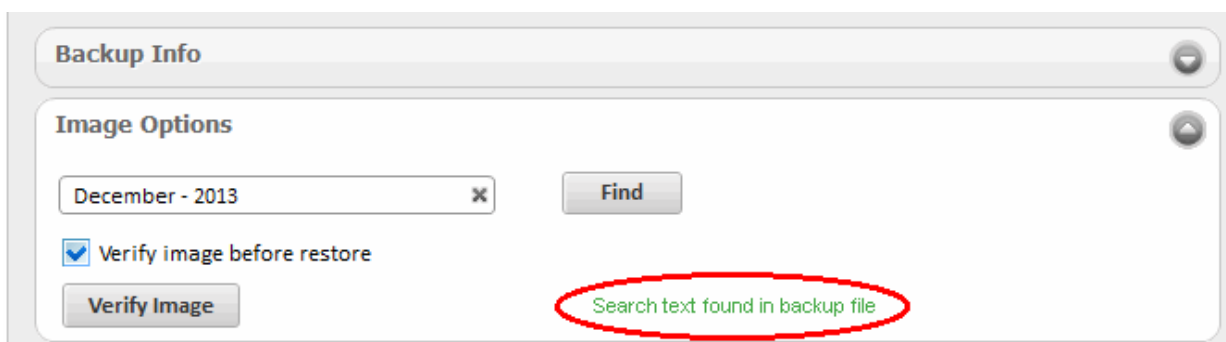 Backup Info
Image Options
December - 2013
Find
Verify image before restore
Verify Image
Search text found in backup file